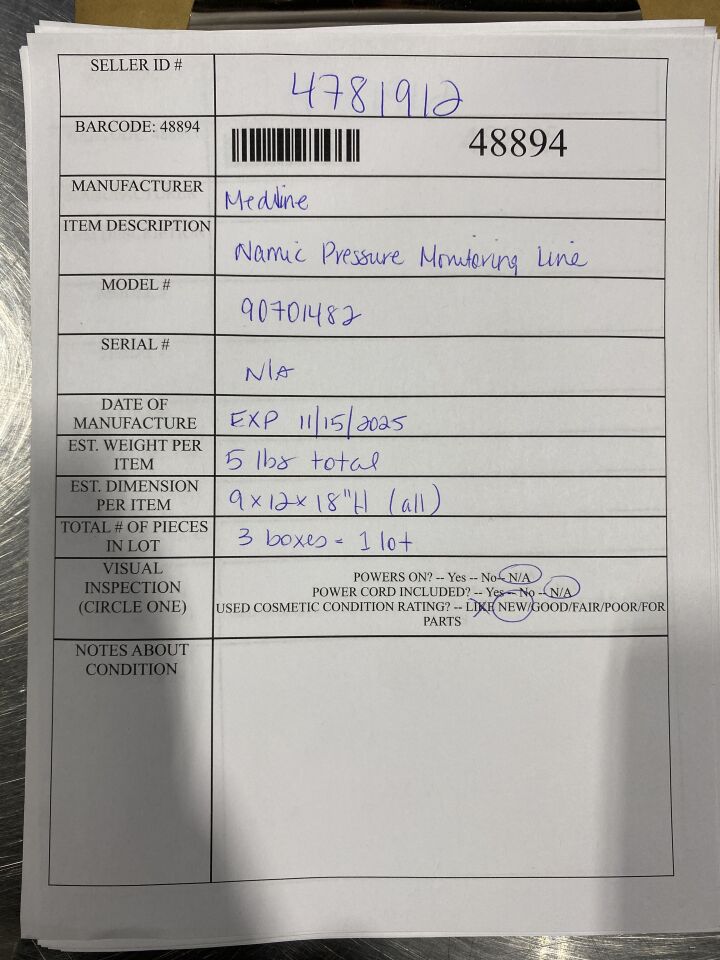 SELLER ID #
4781912
BARCODE: 48894
48894
MANUFACTURER
Medline
ITEM DESCRIPTION
Namic Pressure Monitoring Line
MODEL #
90701482
SERIAL #
N/A
DATE OF
MANUFACTURE
EXP 11/15/2025
EST. WEIGHT PER
ITEM
5 lbs total
EST. DIMENSION
PER ITEM
9x12x18"H (all)
TOTAL # OF PIECES
IN LOT
3 boxes = 1 lot
VISUAL
INSPECTION
(CIRCLE ONE)
POWERS ON? -- Yes -- No -- N/A
POWER CORD INCLUDED? -- Yes -- No -- N/A
USED COSMETIC CONDITION RATING? -- LIKE NEW/GOOD/FAIR/POOR/FOR
PARTS
NOTES ABOUT
CONDITION